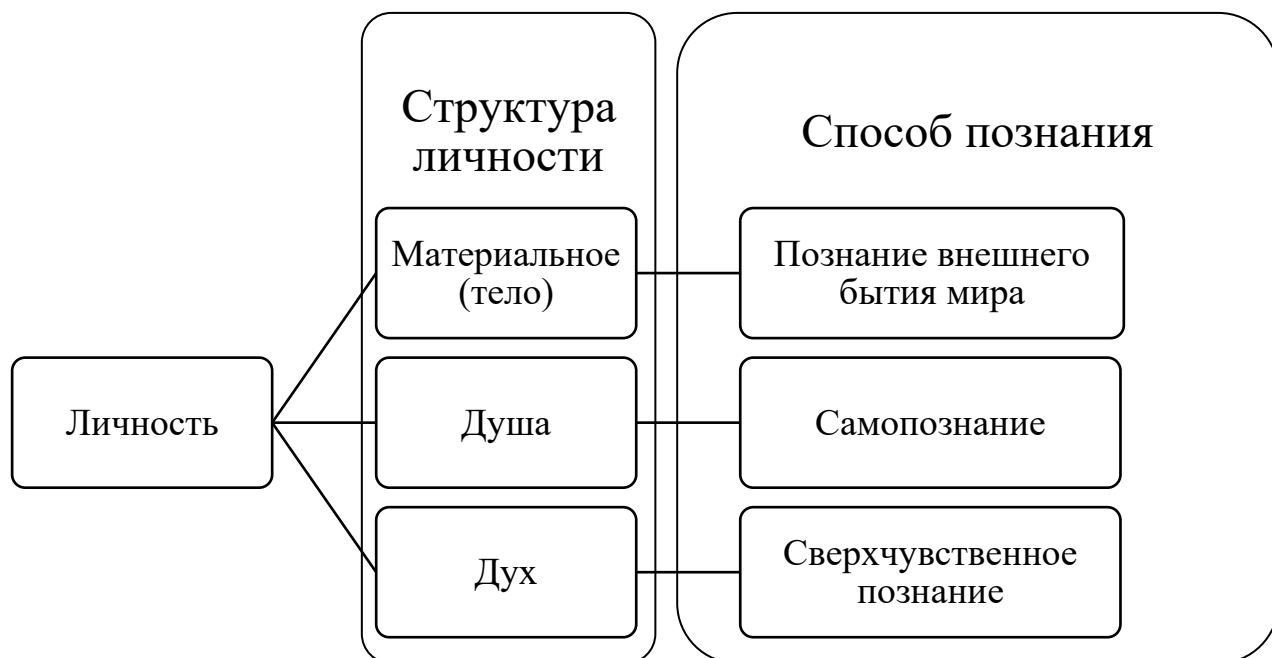 Структура
личности
Способ познания
Материальное
(тело)
Познание внешнего
бытия мира
Личность
Душа
Самопознание
Дух
Сверхчувственное
познание